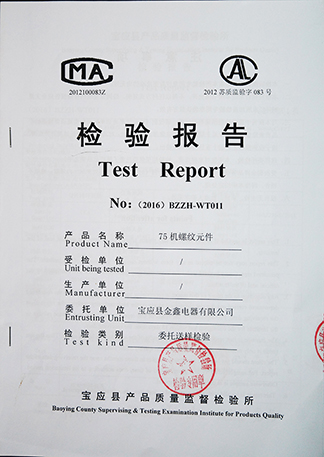 CMA
AL
2012100083Z
2012 苏质监验字 083 号
检 验 报 告
Test Report
No:（2016）BZZH-WT011
产 品 名 称 75 机螺纹元件
Product Name
受 检 单 位 /
Unit being tested
生 产 单 位 /
Manufacturer
委 托 单 位 宝应县金鑫电器有限公司
Entrusting Unit
检 验 类 别 委托送样检验
Test kind
宝 应 县 产 品 质 量 监 督 检 验 所
Baoying County Supervising & Testing Examination Institute for Products Quality